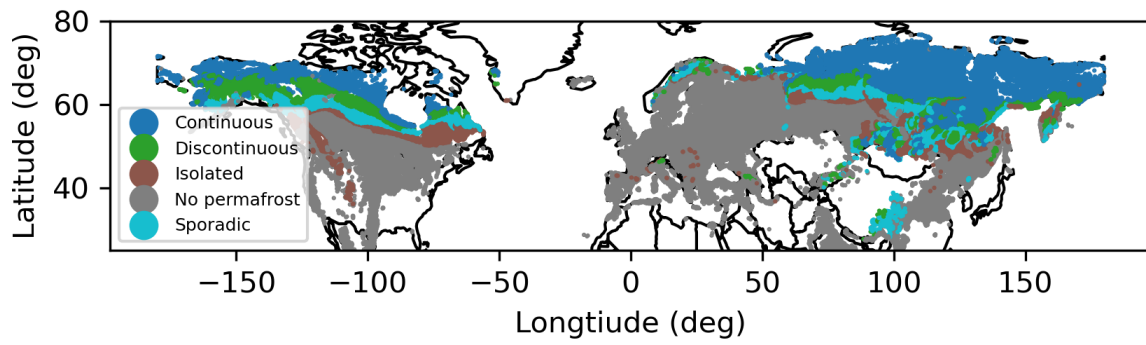 80
60
40
Latitude (deg)
Continuous
Discontinuous
Isolated
No permafrost
Sporadic
−150
−100
−50
0
50
100
150
Longtiude (deg)